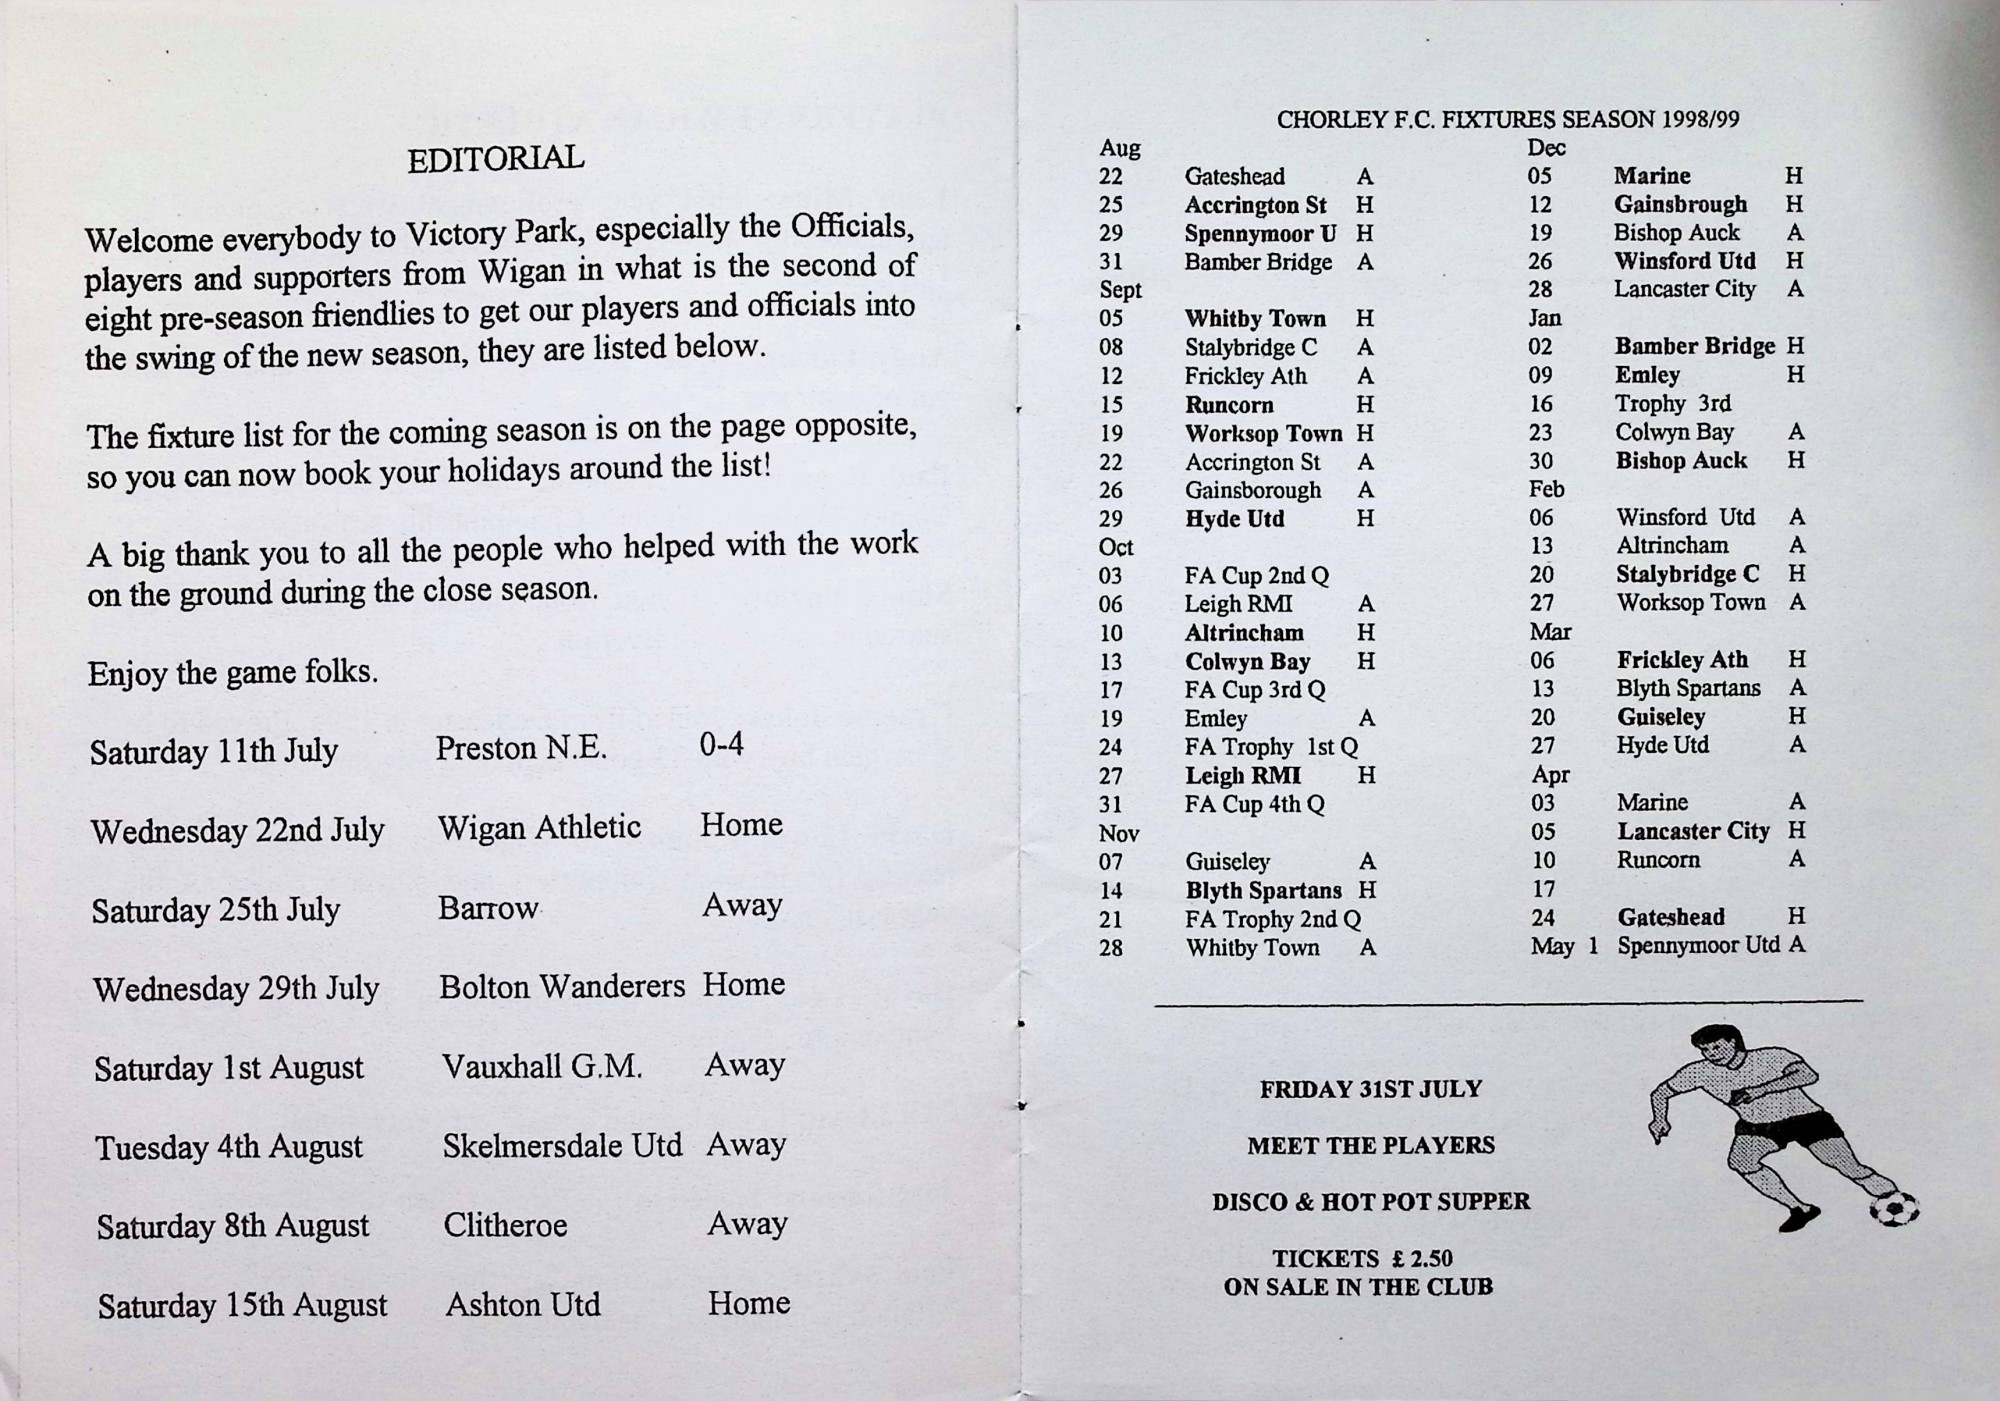 EDITORIAL
Welcome everybody to Victory Park, especially the Officials,
players and supporters from Wigan in what is the second of
eight pre-season friendlies to get our players and officials into
the swing of the new season, they are listed below.
The fixture list for the coming season is on the page opposite,
so you can now book your holidays around the list!
A big thank you to all the people who helped with the work
on the ground during the close season.
Enjoy the game folks.
Saturday 11th July Preston N.E. 0-4
Wednesday 22nd July Wigan Athletic Home
Saturday 25th July Barrow Away
Wednesday 29th July Bolton Wanderers Home
Saturday 1st August Vauxhall G.M. Away
Tuesday 4th August Skelmersdale Utd Away
Saturday 8th August Clitheroe Away
Saturday 15th August Ashton Utd Home
CHORLEY F.C. FIXTURES SEASON 1998/99
Aug
22 Gateshead A
25 Accrington St H
29 Spennymoor U H
31 Bamber Bridge A
Sept
05 Whitby Town H
08 Stalybridge C A
12 Frickley Ath A
15 Runcorn H
19 Worksop Town H
22 Accrington St A
26 Gainsborough A
29 Hyde Utd H
Oct
03 FA Cup 2nd Q
06 Leigh RMI A
10 Altrincham H
13 Colwyn Bay H
17 FA Cup 3rd Q
19 Emley A
24 FA Trophy 1st Q
27 Leigh RMI H
31 FA Cup 4th Q
Nov
07 Guiseley A
14 Blyth Spartans H
21 FA Trophy 2nd Q
28 Whitby Town A
Dec
05 Marine H
12 Gainsbrough H
19 Bishop Auck A
26 Winsford Utd H
28 Lancaster City A
Jan
02 Bamber Bridge H
09 Emley H
16 Trophy 3rd
23 Colwyn Bay A
30 Bishop Auck H
Feb
06 Winsford Utd A
13 Altrincham A
20 Stalybridge C H
27 Worksop Town A
Mar
06 Frickley Ath H
13 Blyth Spartans A
20 Guiseley H
27 Hyde Utd A
Apr
03 Marine A
05 Lancaster City H
10 Runcorn A
17
24 Gateshead H
May 1 Spennymoor Utd A
FRIDAY 31ST JULY
MEET THE PLAYERS
DISCO & HOT POT SUPPER
TICKETS £ 2.50
ON SALE IN THE CLUB